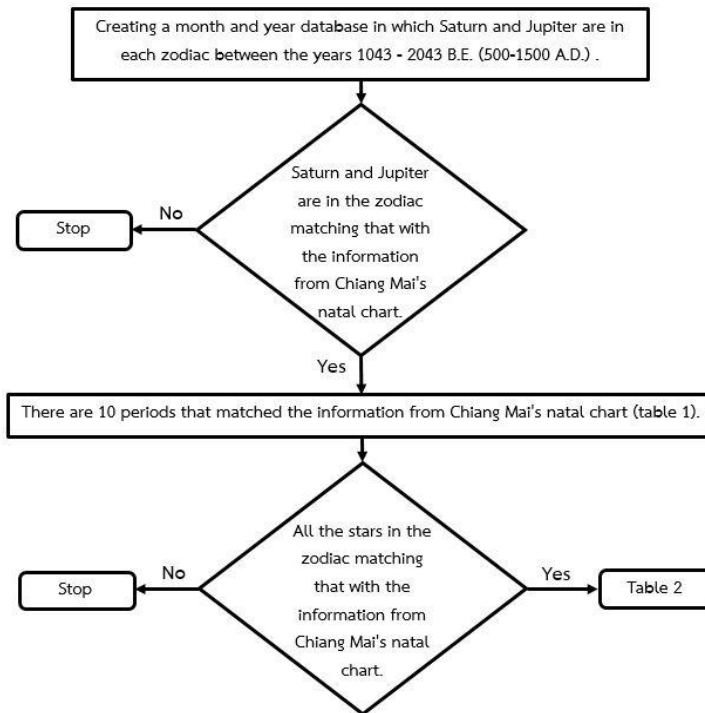 Creating a month and year database in which Saturn and Jupiter are in
each zodiac between the years 1043 - 2043 B.E. (500-1500 A.D.) .
Saturn and Jupiter
are in the zodiac
matching that with
the information
from Chiang Mai's
natal chart.
No
Stop
Yes
There are 10 periods that matched the information from Chiang Mai's natal chart (table 1).
All the stars in the
zodiac matching
that with the
information from
Chiang Mai's natal
chart.
No
Stop
Yes
Table 2